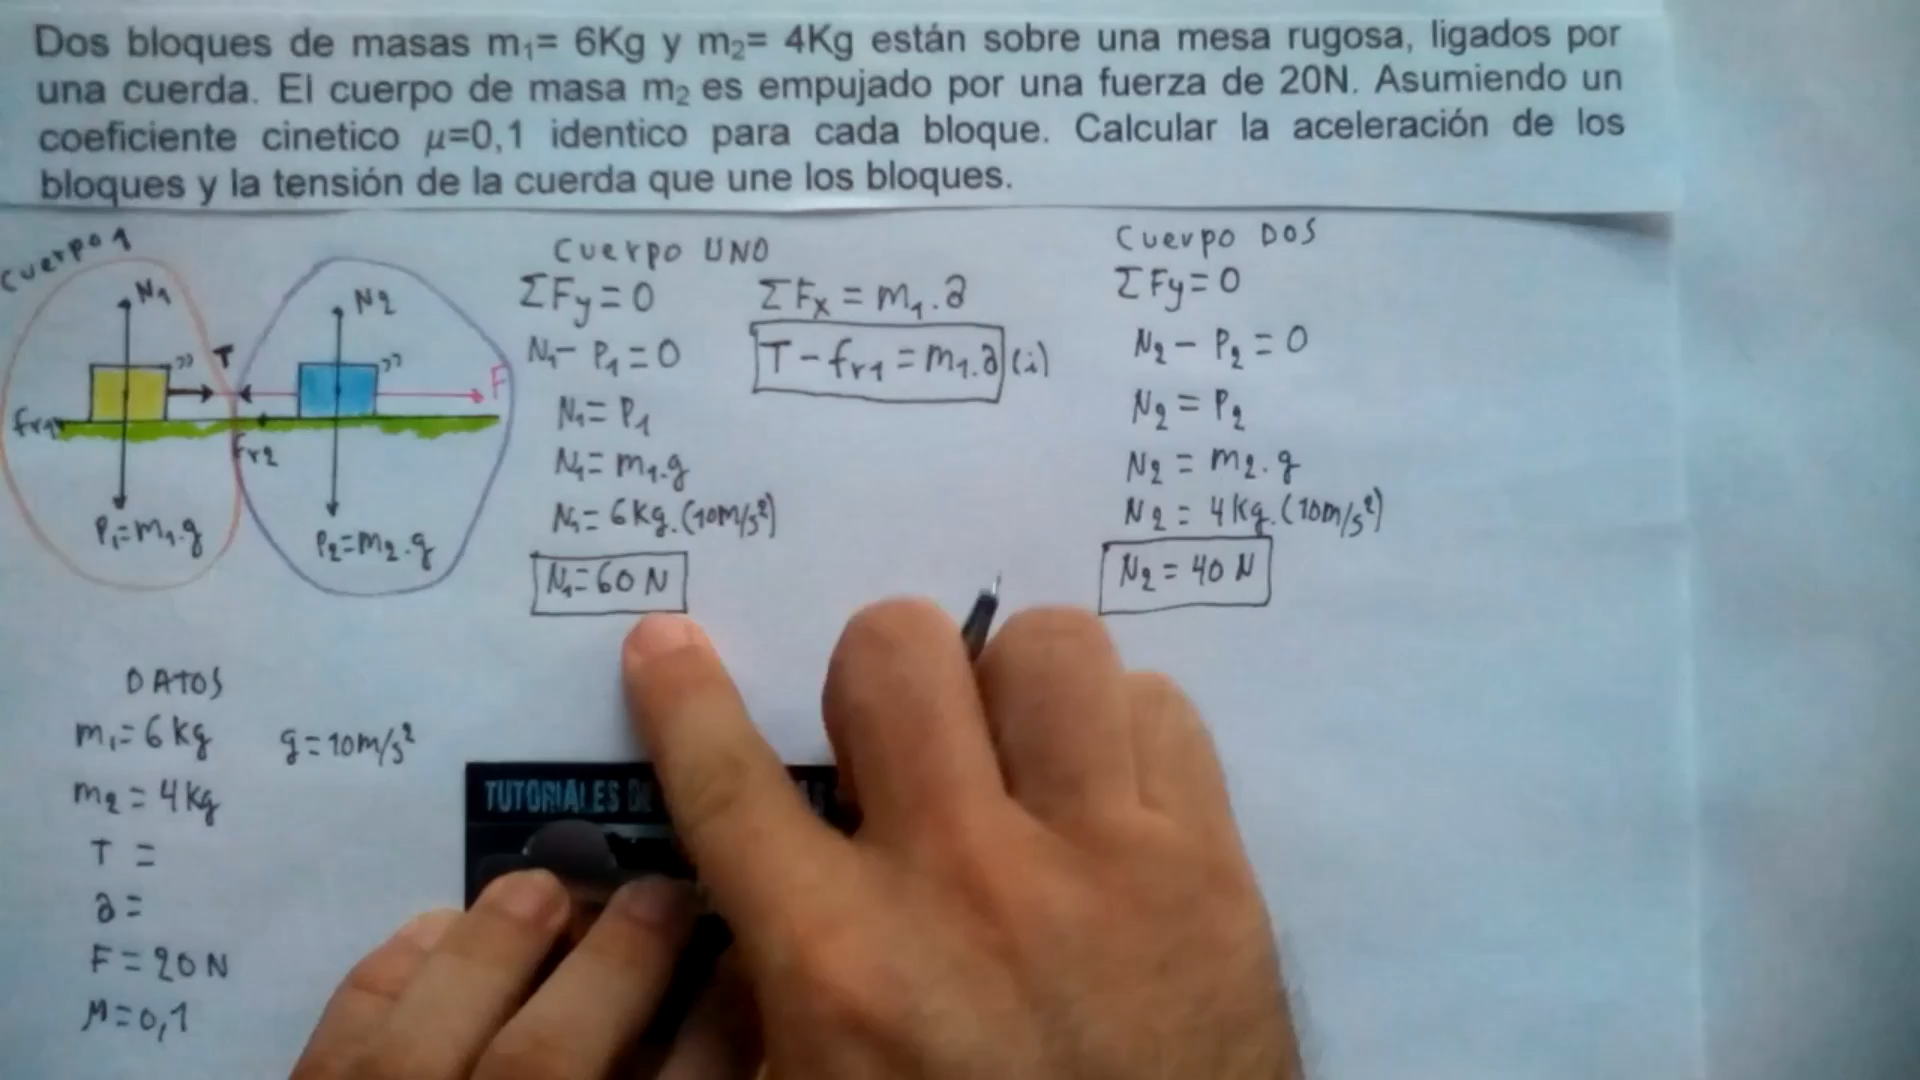 Dos bloques de masas m₁= 6Kg y m₂= 4Kg están sobre una mesa rugosa, ligados por
una cuerda. El cuerpo de masa m₂ es empujado por una fuerza de 20N. Asumiendo un
coeficiente cinetico μ=0,1 identico para cada bloque. Calcular la aceleración de los
bloques y la tensión de la cuerda que une los bloques.
Cuerpo 1
N₁
N₂
T
F
fr₁
fr₂
P₁=m₁.g
P₂=m₂.g
Cuerpo UNO
ΣFy=0
N₁-P₁=0
N₁=P₁
N₁=m₁.g
N₁=6kg.(10m/s²)
N₁=60 N
ΣFx=m₁.a
T-fr₁=m₁.a (i)
Cuerpo DOS
ΣFy=0
N₂-P₂=0
N₂=P₂
N₂=m₂.g
N₂=4kg.(10m/s²)
N₂=40 N
DATOS
m₁=6kg
g=10m/s²
m₂=4kg
T=
a=
F=20N
M=0,1
TUTORIALES